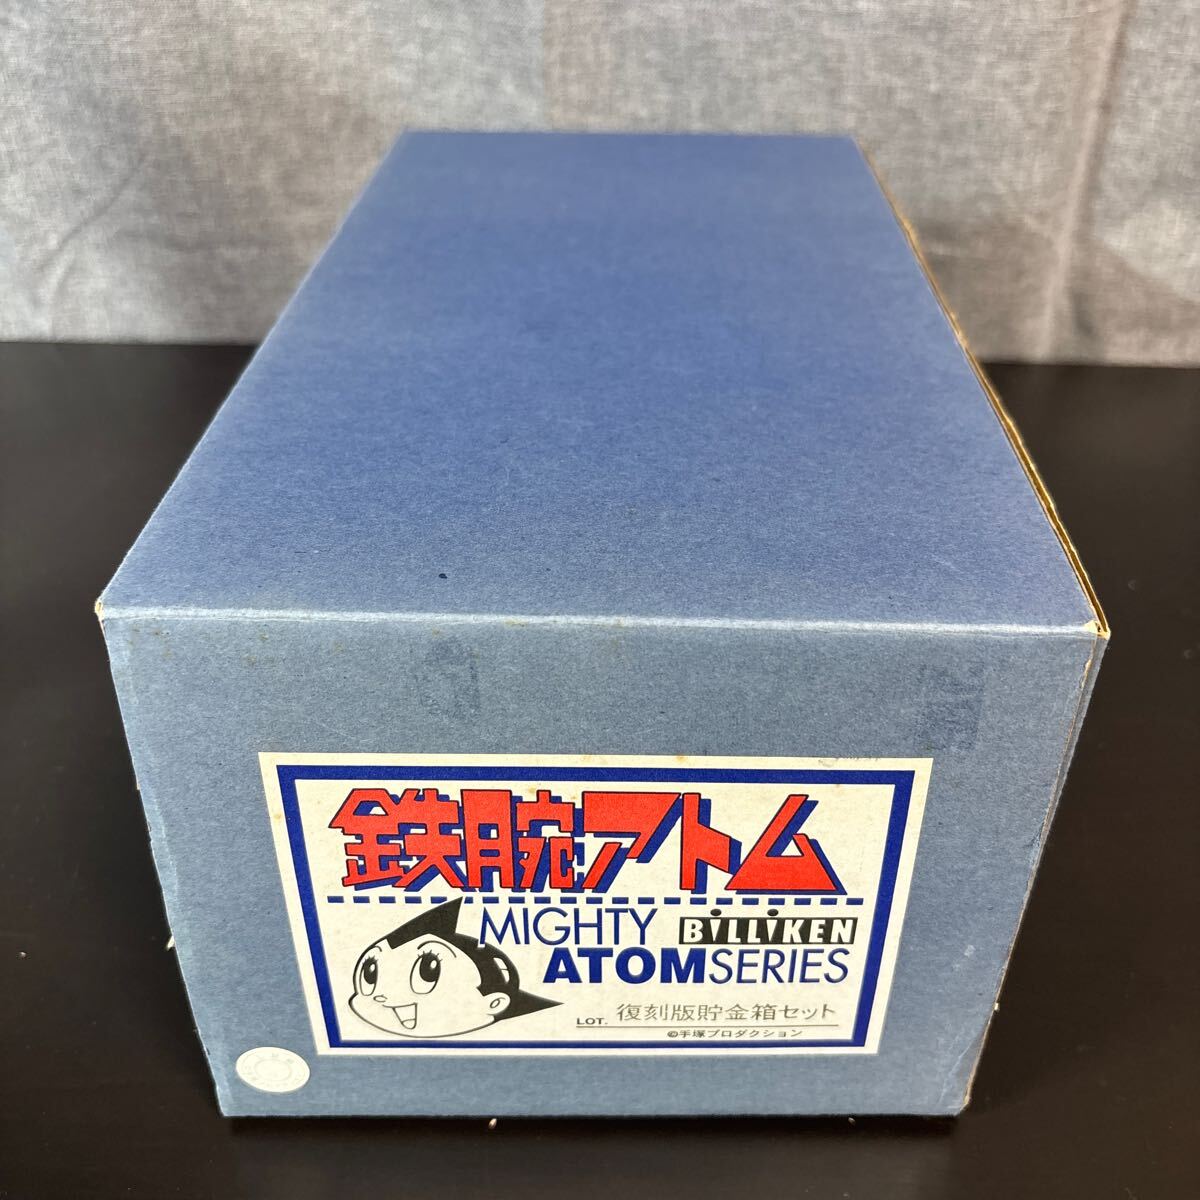 鉄腕アトム
MIGHTY BiLLiKEN
ATOM SERIES
LOT. 復刻版貯金箱セット
©手塚プロダクション